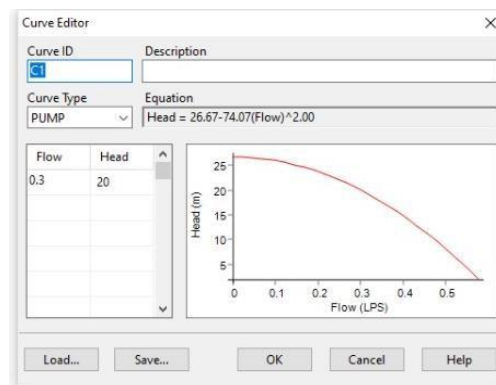 Curve Editor
Curve ID Description
C1
Curve Type Equation
PUMP Head = 26.67-74.07(Flow)^2.00
Flow Head
0.3 20
25
20
15
10
5
Head (m)
0 0.1 0.2 0.3 0.4 0.5
Flow (LPS)
Load... Save... OK Cancel Help